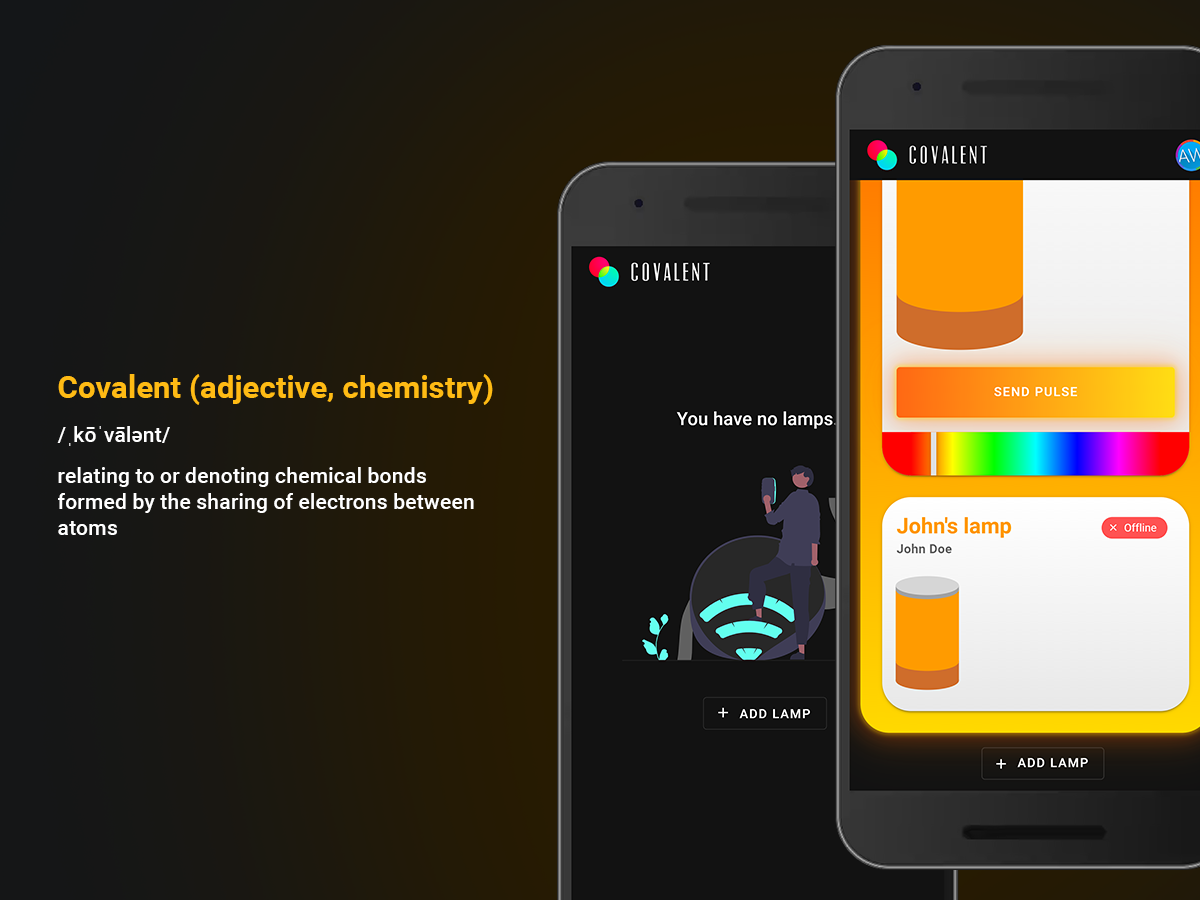 Covalent (adjective, chemistry)
/ˌkōˈvālənt/
relating to or denoting chemical bonds
formed by the sharing of electrons between
atoms
COVALENT
You have no lamps.
+ ADD LAMP
COVALENT
AW
SEND PULSE
John's lamp
× Offline
John Doe
+ ADD LAMP